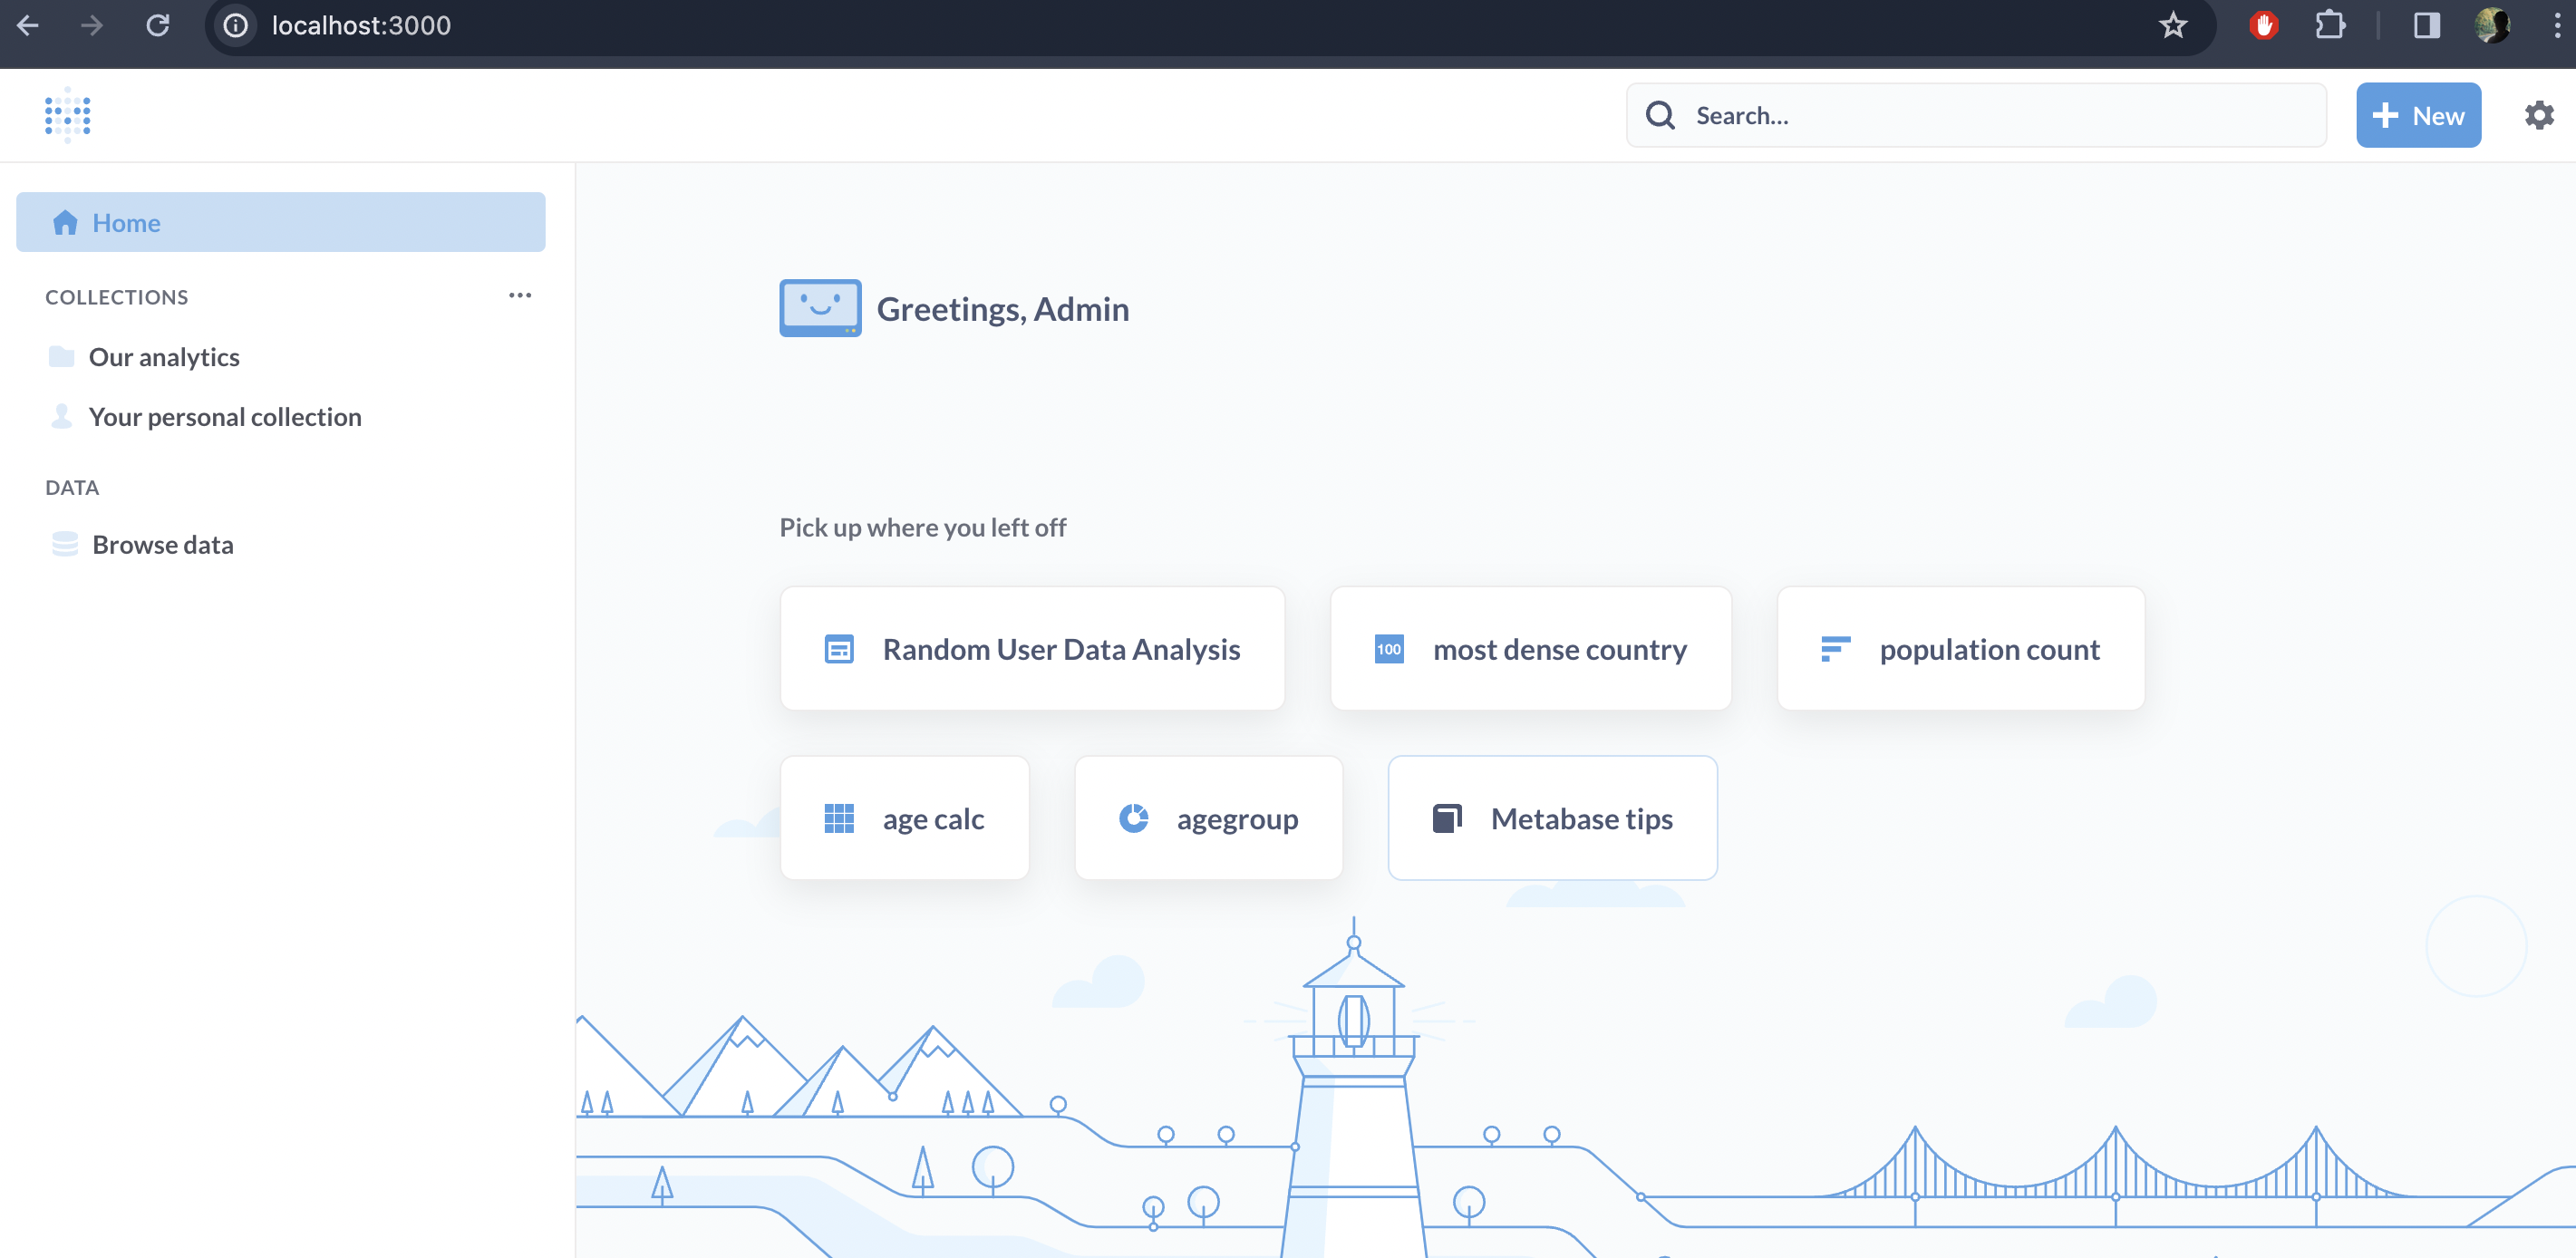 localhost:3000
Search...
New
Home
COLLECTIONS
Our analytics
Your personal collection
DATA
Browse data
Greetings, Admin
Pick up where you left off
Random User Data Analysis
100
most dense country
population count
age calc
agegroup
Metabase tips